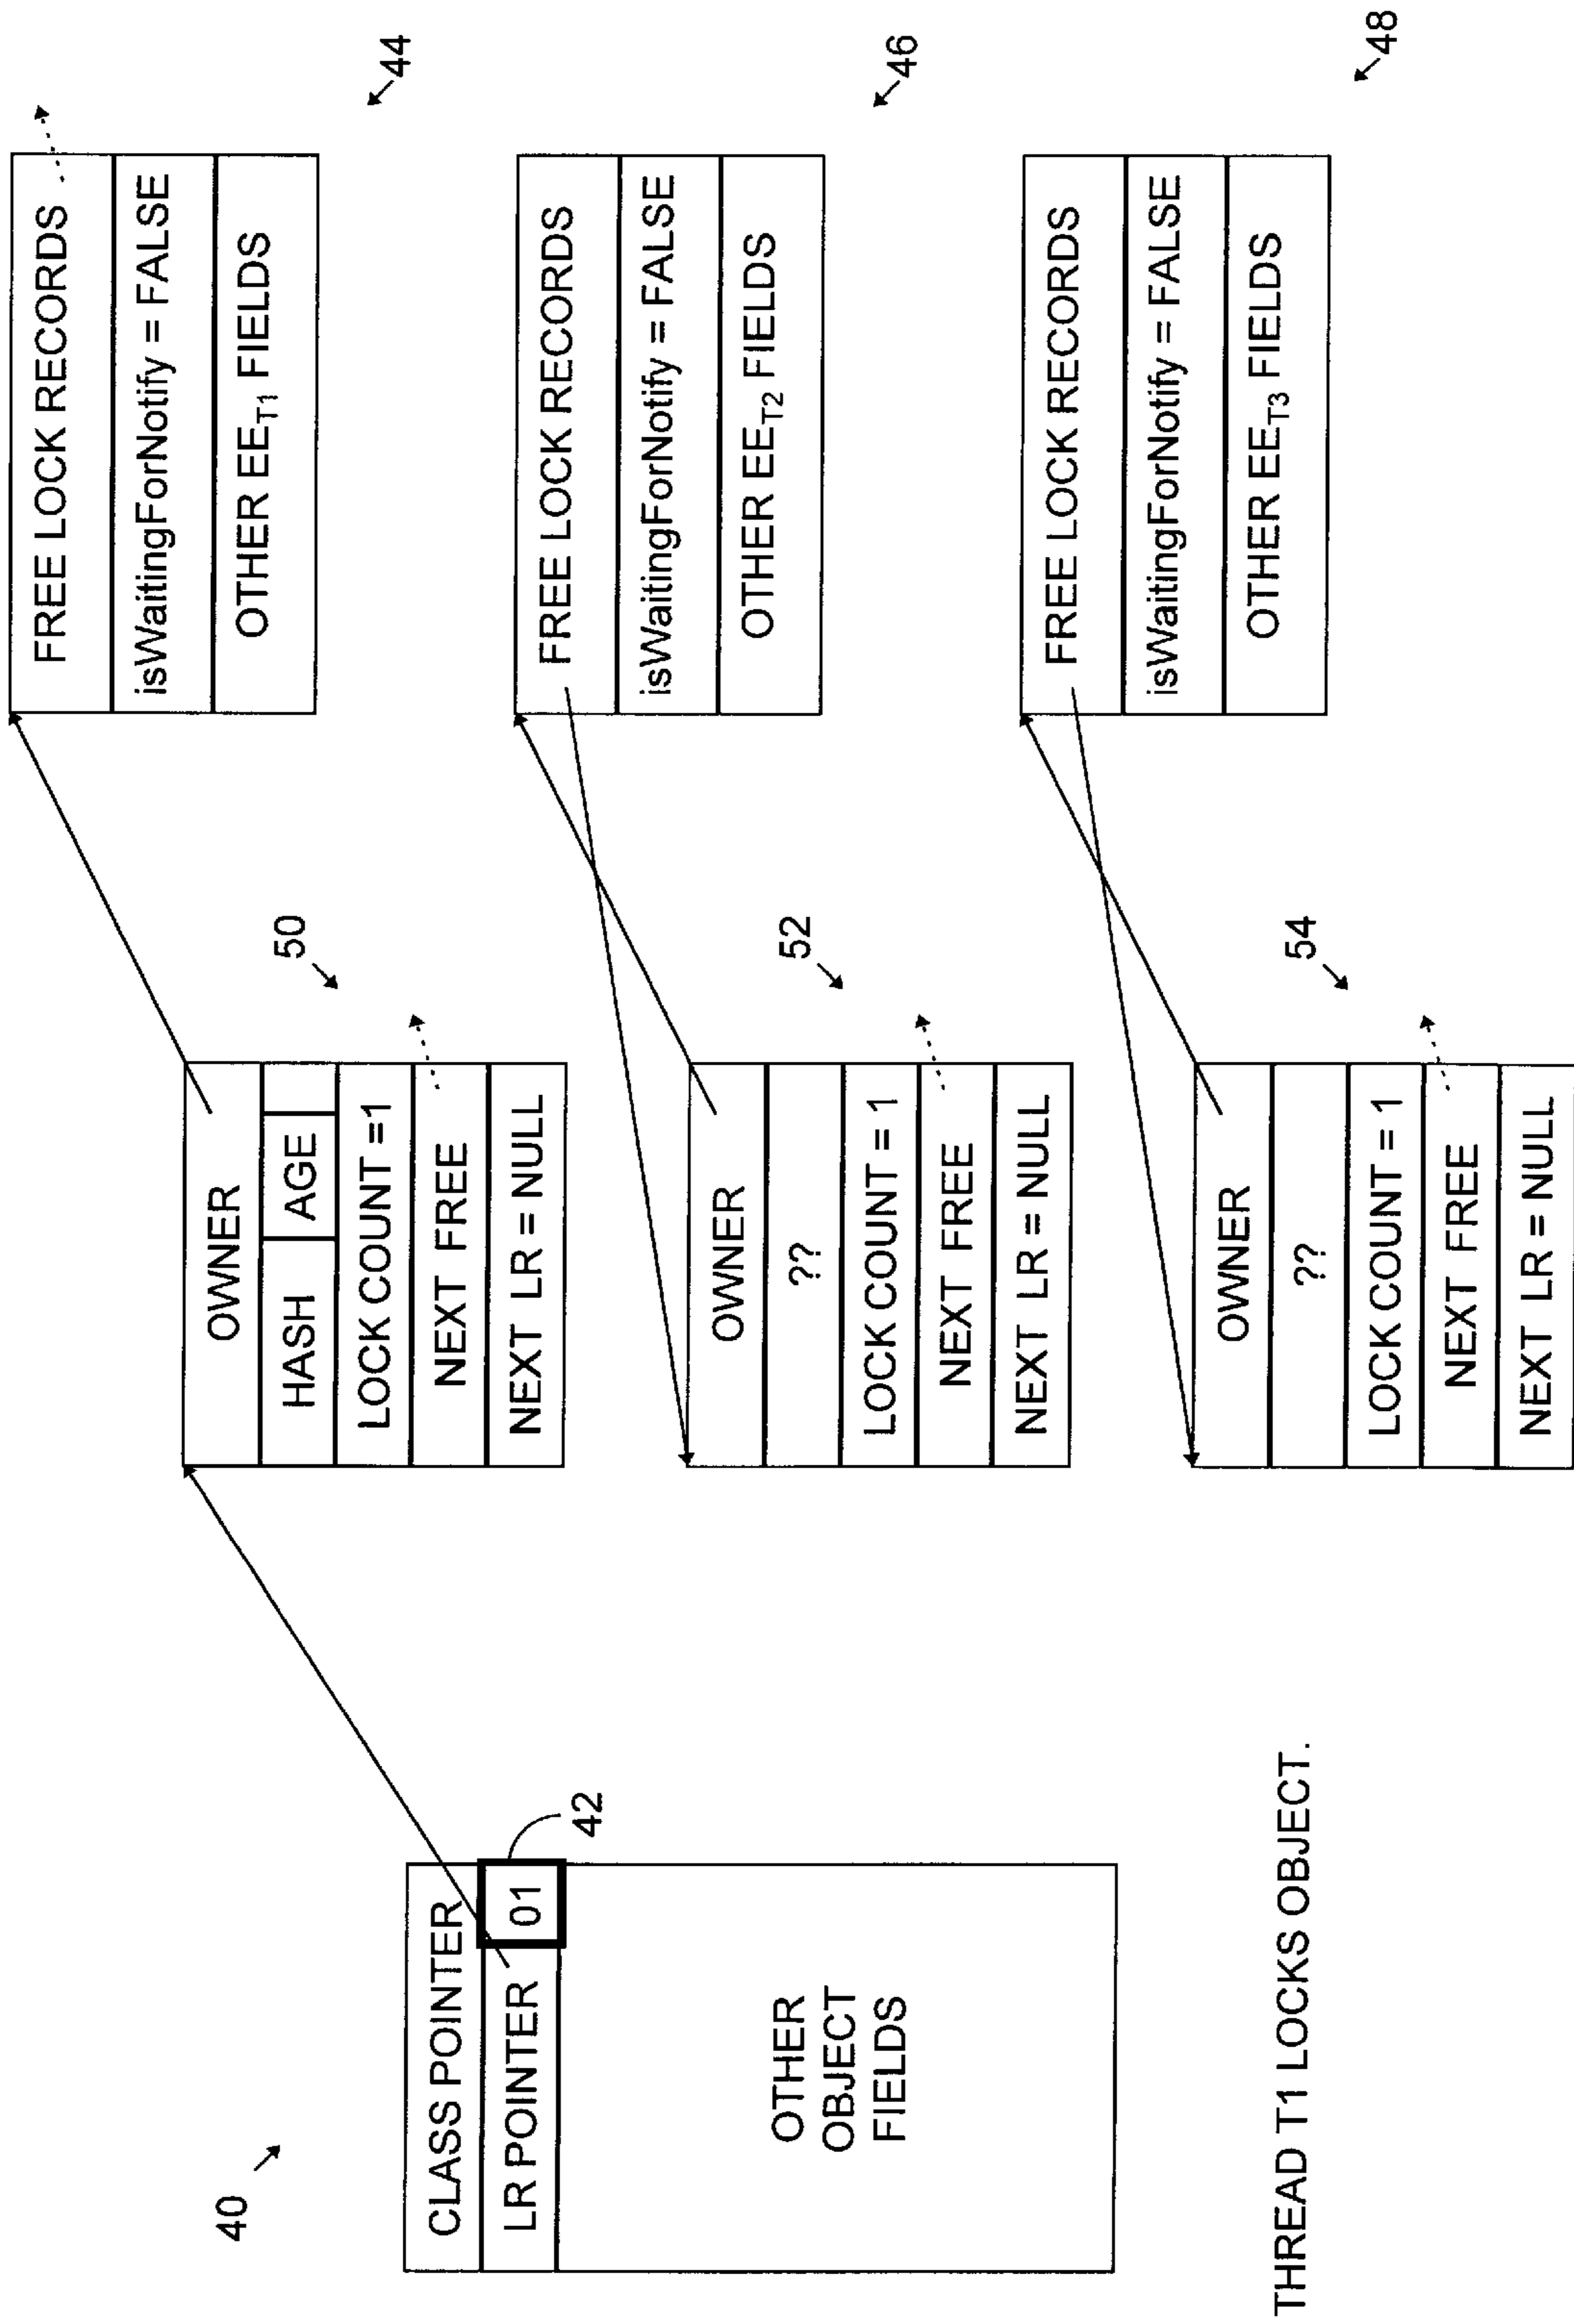 40
CLASS POINTER
LR POINTER
01
42
OTHER
OBJECT
FIELDS
THREAD T1 LOCKS OBJECT.
50
OWNER
HASH
AGE
LOCK COUNT =1
NEXT FREE
NEXT LR = NULL
52
OWNER
??
LOCK COUNT = 1
NEXT FREE
NEXT LR = NULL
54
OWNER
??
LOCK COUNT = 1
NEXT FREE
NEXT LR = NULL
FREE LOCK RECORDS
isWaitingForNotify = FALSE
OTHER EE_T1 FIELDS
44
FREE LOCK RECORDS
isWaitingForNotify = FALSE
OTHER EE_T2 FIELDS
46
FREE LOCK RECORDS
isWaitingForNotify = FALSE
OTHER EE_T3 FIELDS
48